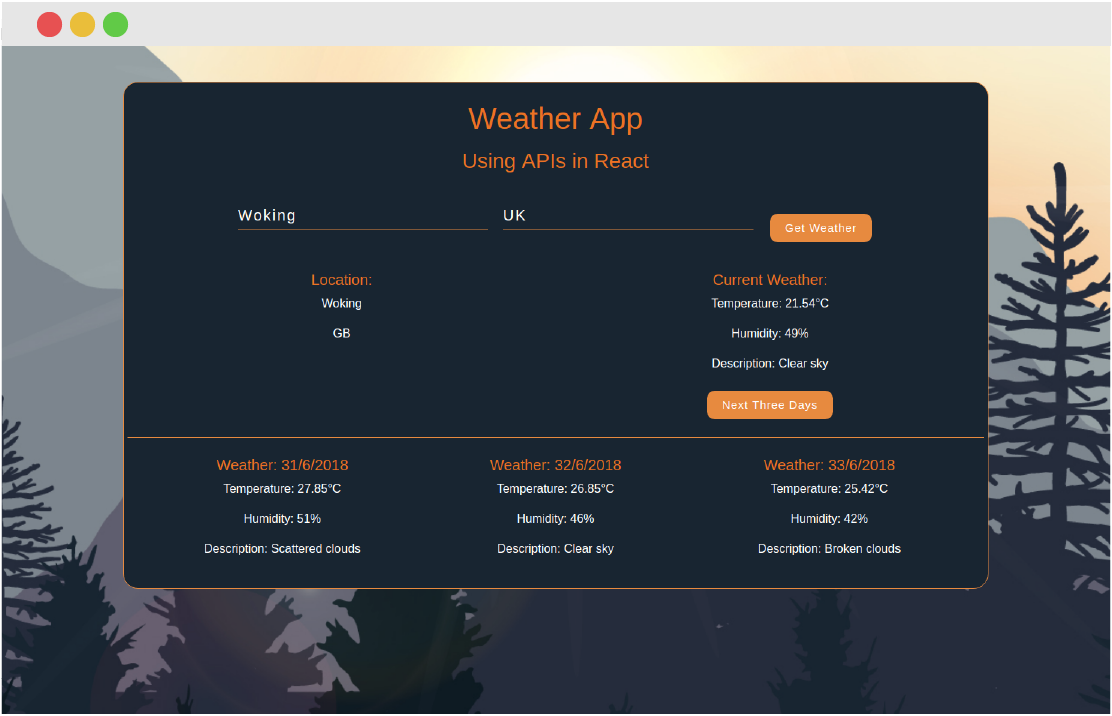 Weather App
Using APIs in React
Woking
UK
Get Weather
Location:
Woking
GB
Current Weather:
Temperature: 21.54°C
Humidity: 49%
Description: Clear sky
Next Three Days
Weather: 31/6/2018
Temperature: 27.85°C
Humidity: 51%
Description: Scattered clouds
Weather: 32/6/2018
Temperature: 26.85°C
Humidity: 46%
Description: Clear sky
Weather: 33/6/2018
Temperature: 25.42°C
Humidity: 42%
Description: Broken clouds